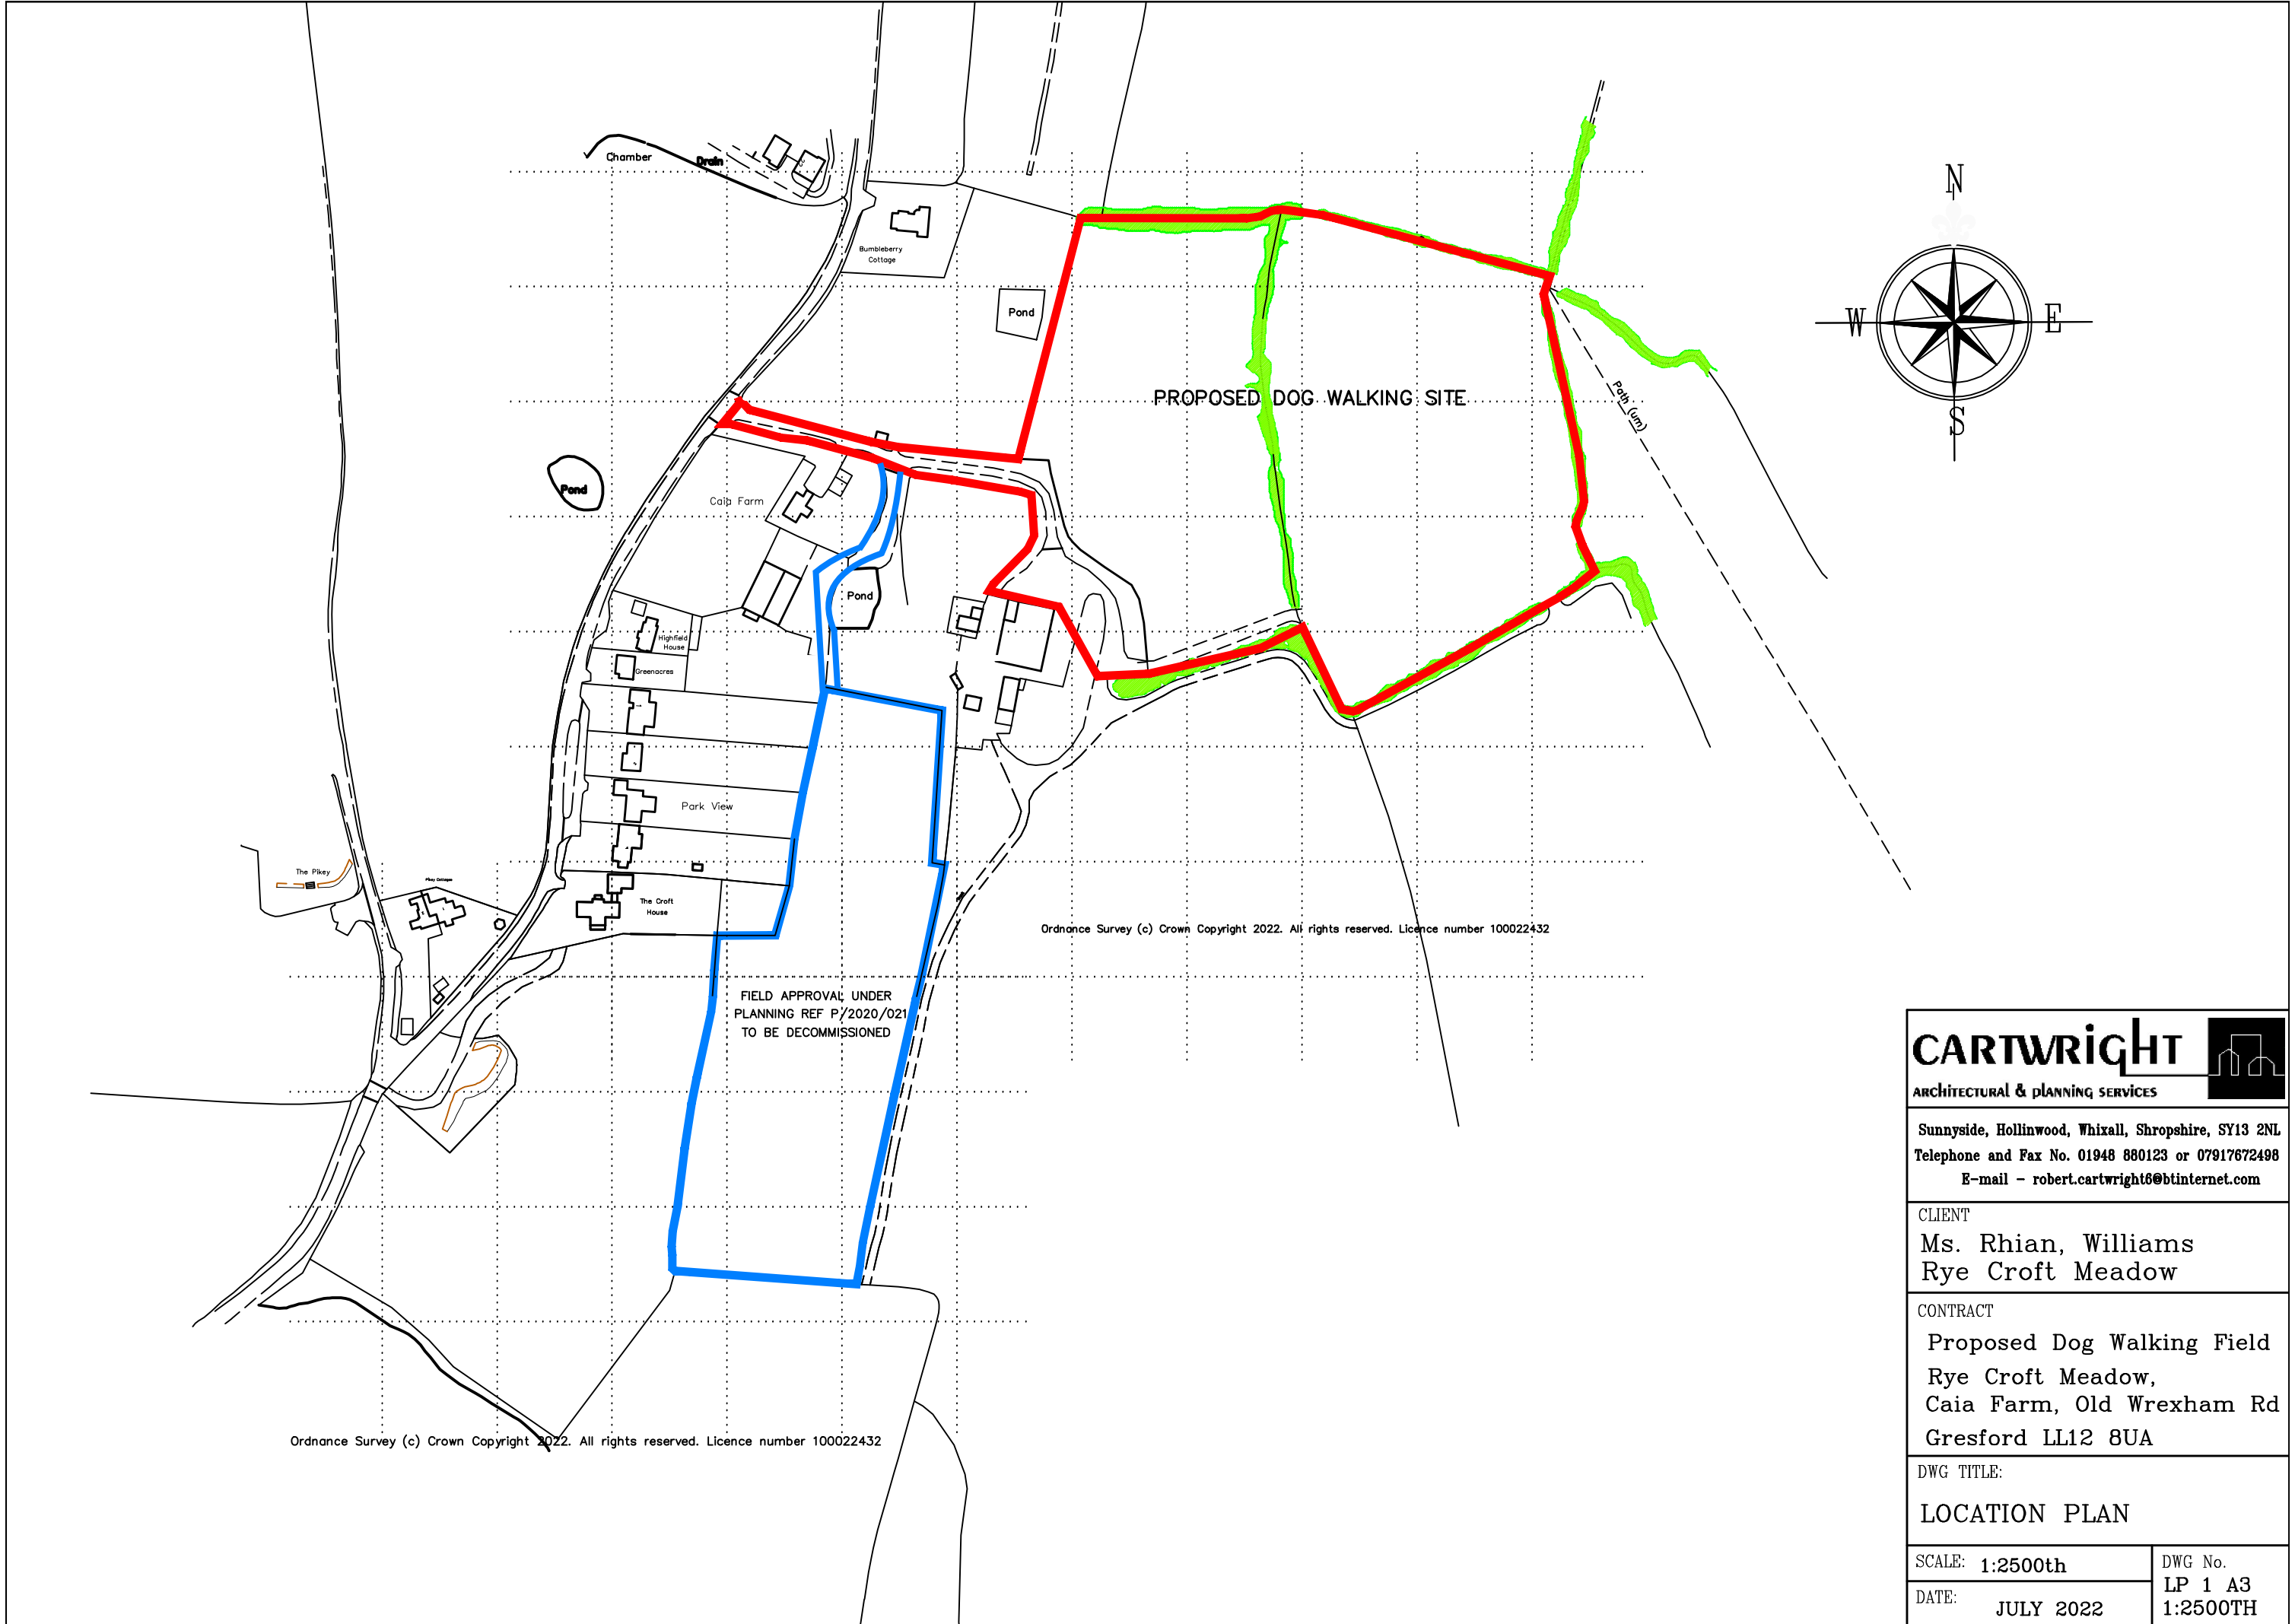 Chamber
Drain
Bumbleberry
Cottage
Pond
N
W
E
S
PROPOSED DOG WALKING SITE
Path (um)
Pond
Caia Farm
Pond
Highfield
House
Greenacres
Park View
The Pikey
Pikey Cottages
The Croft
House
Ordnance Survey (c) Crown Copyright 2022. All rights reserved. Licence number 100022432
FIELD APPROVAL UNDER
PLANNING REF P/2020/021
TO BE DECOMMISSIONED
Ordnance Survey (c) Crown Copyright 2022. All rights reserved. Licence number 100022432
CARTWRIGHT
ARCHITECTURAL & PLANNING SERVICES
Sunnyside, Hollinwood, Whixall, Shropshire, SY13 2NL
Telephone and Fax No. 01948 880123 or 07917672498
E-mail - robert.cartwright6@btinternet.com
CLIENT
Ms. Rhian, Williams
Rye Croft Meadow
CONTRACT
Proposed Dog Walking Field
Rye Croft Meadow,
Caia Farm, Old Wrexham Rd
Gresford LL12 8UA
DWG TITLE:
LOCATION PLAN
SCALE: 1:2500th
DATE: JULY 2022
DWG No.
LP 1 A3
1:2500TH